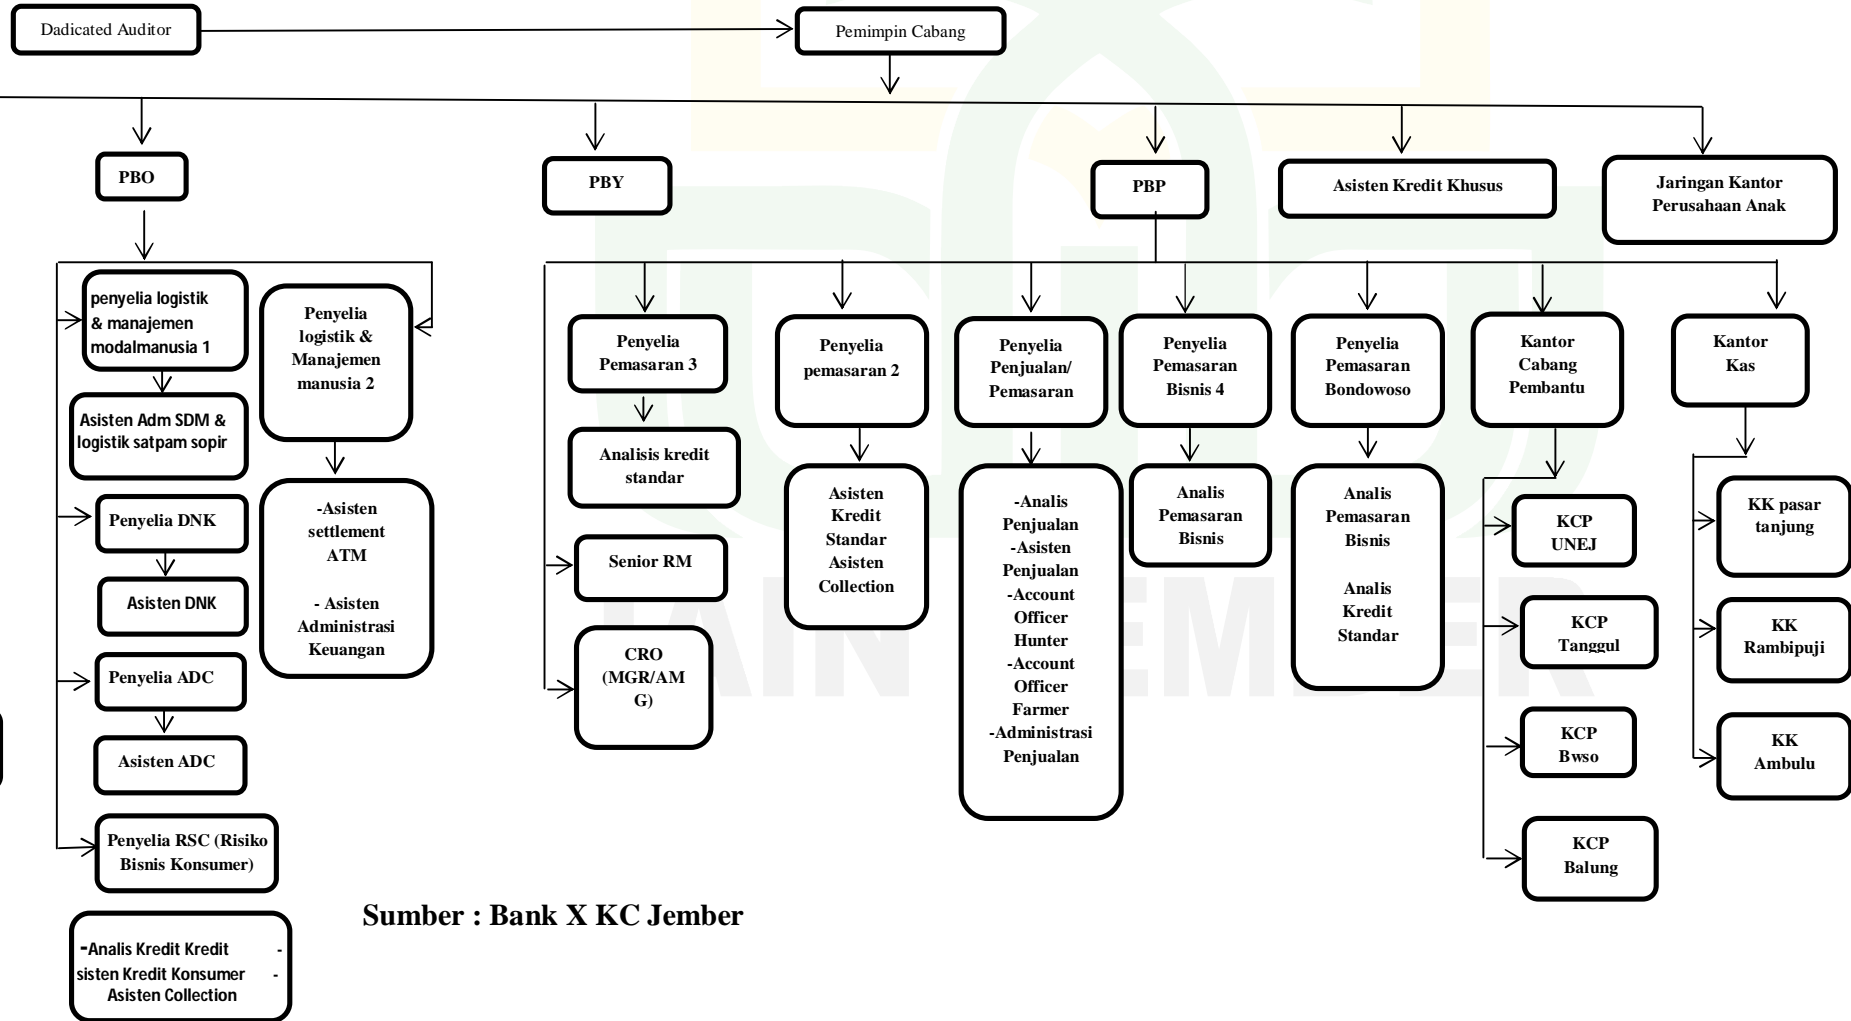 Dadicated Auditor
Pemimpin Cabang
PBO
PBY
PBP
Asisten Kredit Khusus
Jaringan Kantor
Perusahaan Anak
penyelia logistik
& manajemen
modalmanusia 1
Asisten Adm SDM &
logistik satpam sopir
Penyelia DNK
Asisten DNK
Penyelia ADC
Asisten ADC
Penyelia RSC (Risiko
Bisnis Konsumer)
-Analis Kredit Kredit -
sisten Kredit Konsumer -
Asisten Collection
Penyelia
logistik &
Manajemen
manusia 2
-Asisten
settlement
ATM
- Asisten
Administrasi
Keuangan
Penyelia
Pemasaran 3
Analisis kredit
standar
Senior RM
CRO
(MGR/AM
G)
Penyelia
pemasaran 2
Asisten
Kredit
Standar
Asisten
Collection
Penyelia
Penjualan/
Pemasaran
-Analis
Penjualan
-Asisten
Penjualan
-Account
Officer
Hunter
-Account
Officer
Farmer
-Administrasi
Penjualan
Penyelia
Pemasaran
Bisnis 4
Analis
Pemasaran
Bisnis
Penyelia
Pemasaran
Bondowoso
Analis
Pemasaran
Bisnis
Analis
Kredit
Standar
Kantor
Cabang
Pembantu
KCP
UNEJ
KCP
Tanggul
KCP
Bwso
KCP
Balung
Kantor
Kas
KK pasar
tanjung
KK
Rambipuji
KK
Ambulu
Sumber : Bank X KC Jember
IAIN JEMBER